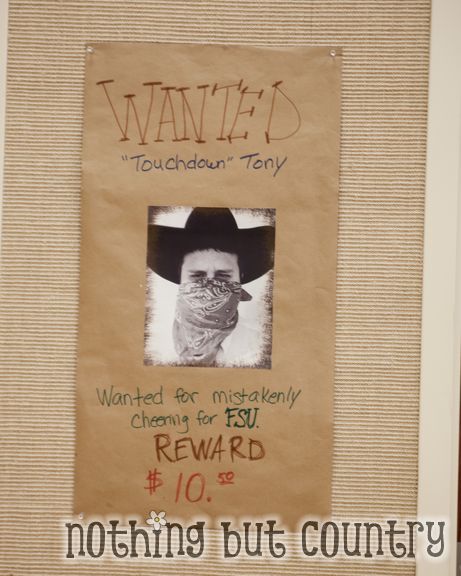 WANTED
"Touchdown" Tony
Wanted for mistakenly
cheering for FSU.
REWARD
$ 10.50
nothing but country